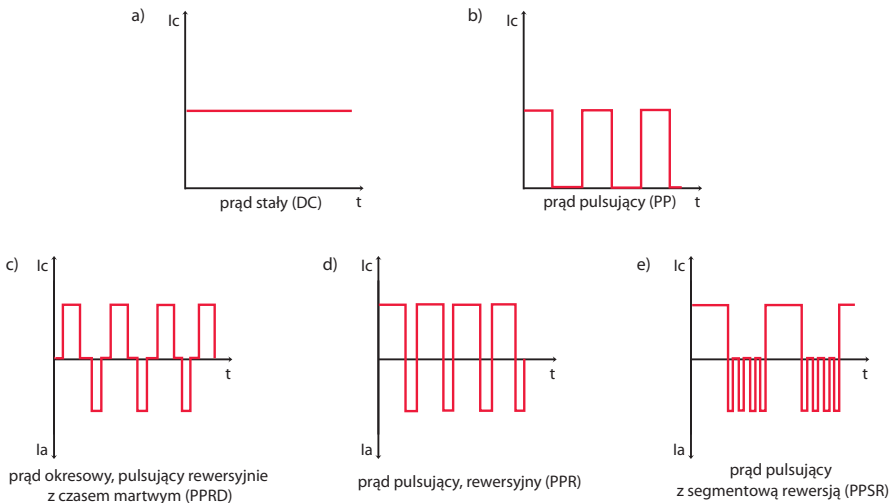 a)
Ic
t
prąd stały (DC)
b)
Ic
t
prąd pulsujący (PP)
c)
Ic
t
Ia
prąd okresowy, pulsujący rewersyjnie
z czasem martwym (PPRD)
d)
Ic
t
Ia
prąd pulsujący, rewersyjny (PPR)
e)
Ic
t
Ia
prąd pulsujący
z segmentową rewersją (PPSR)